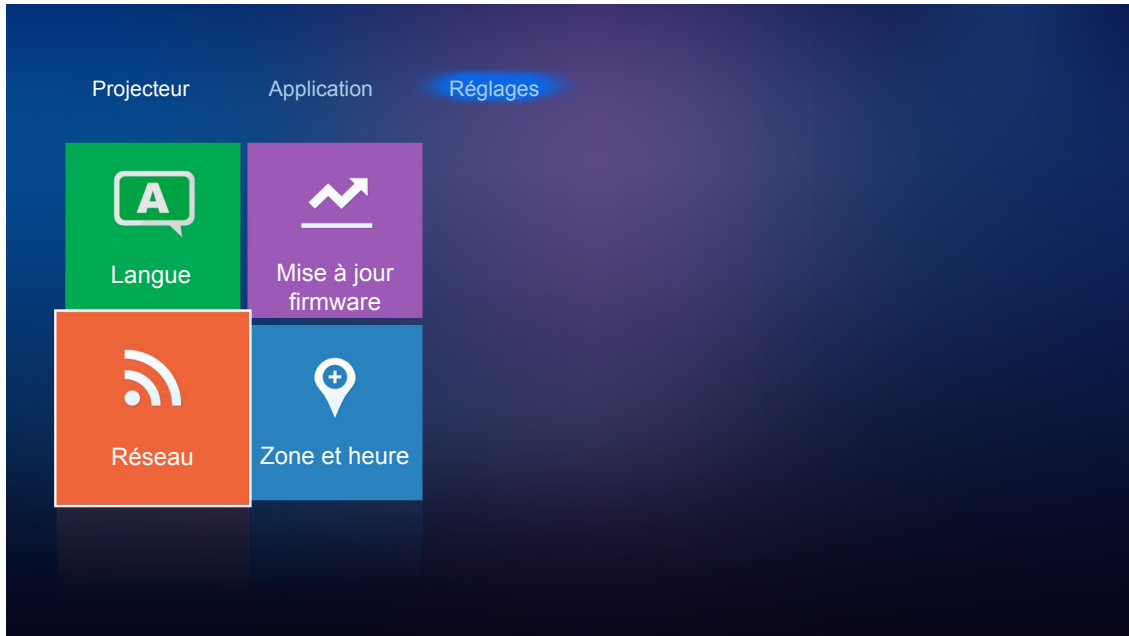 Projecteur
Application
Réglages
A
Langue
Mise à jour
firmware
Réseau
Zone et heure